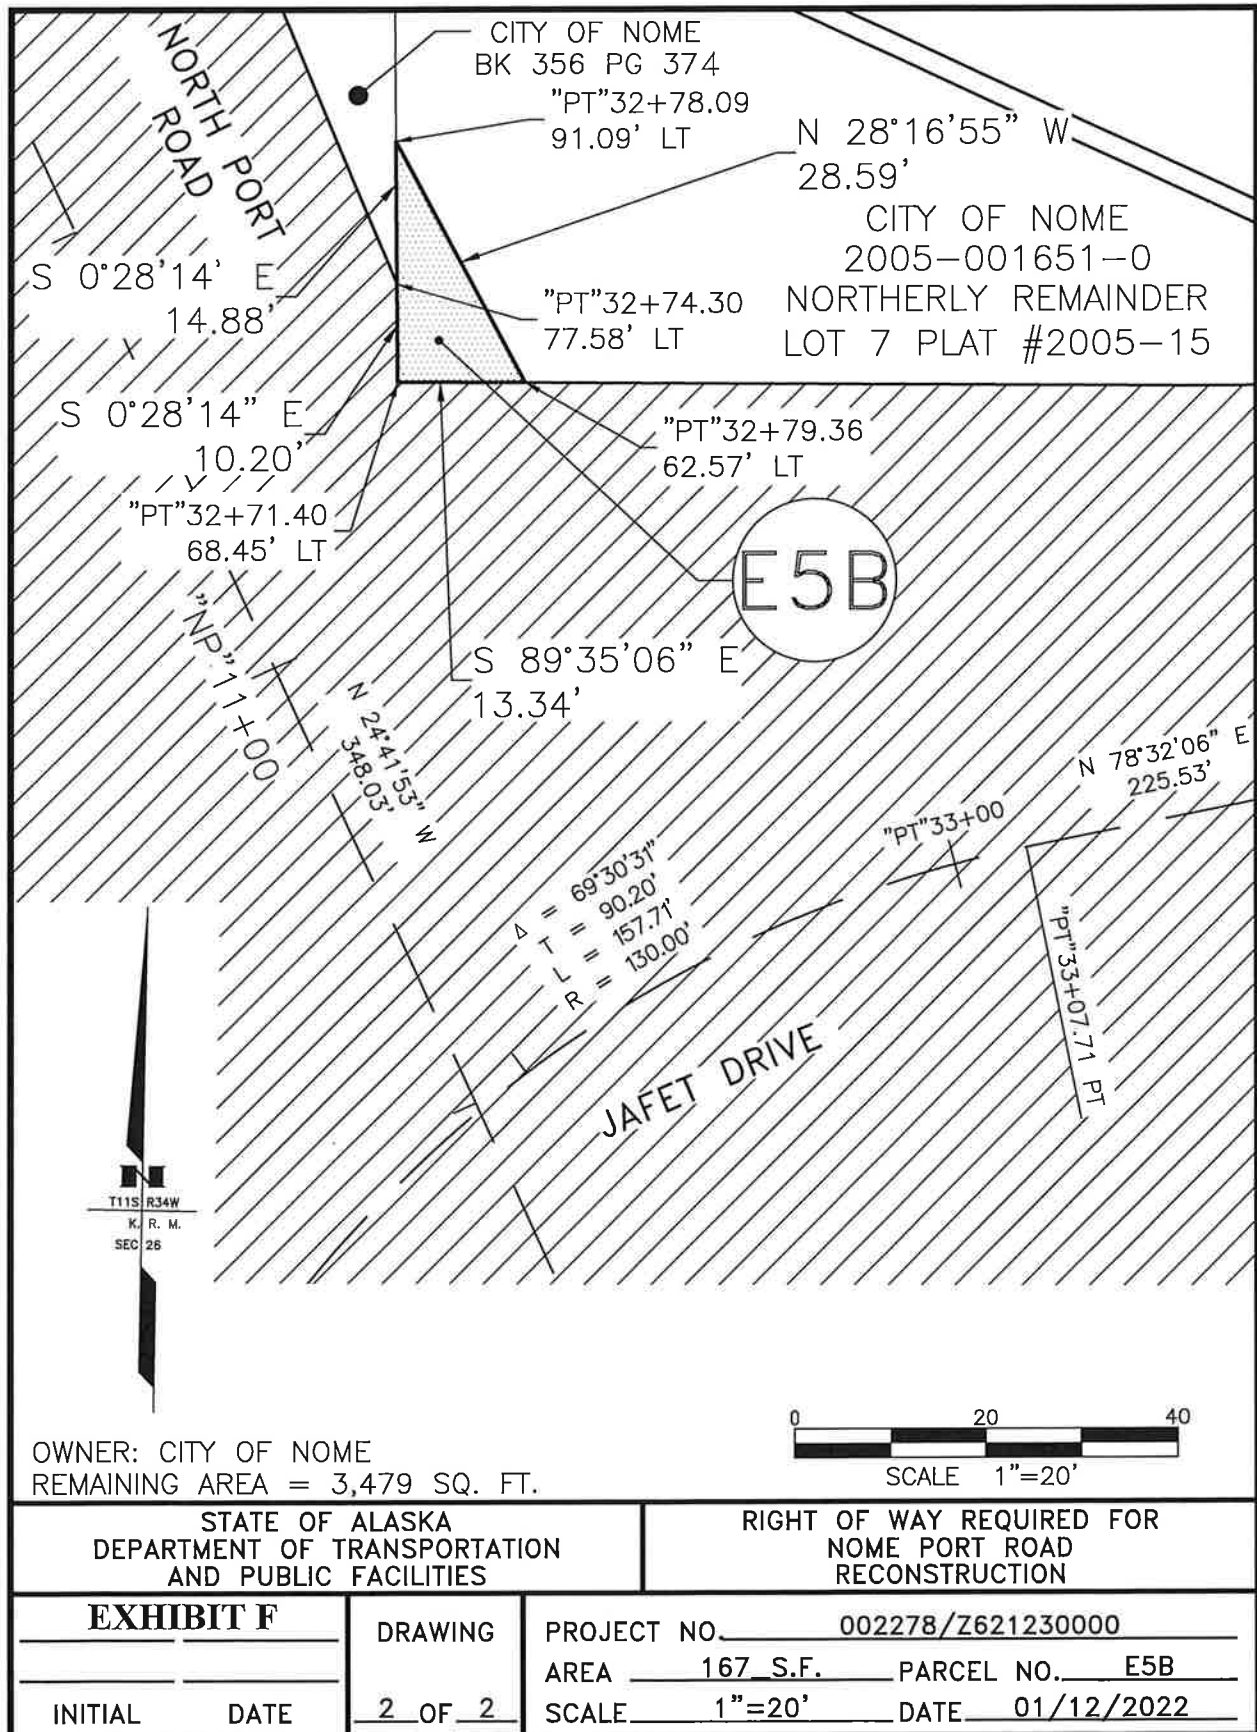 CITY OF NOME
BK 356 PG 374
"PT"32+78.09
91.09' LT
N 28°16'55" W
28.59'
NORTH PORT
ROAD
CITY OF NOME
2005-001651-0
NORTHERLY REMAINDER
LOT 7 PLAT #2005-15
S 0°28'14' E
14.88'
"PT"32+74.30
77.58' LT
S 0°28'14" E
10.20'
"PT"32+79.36
62.57' LT
"PT"32+71.40
68.45' LT
E5B
S 89°35'06" E
13.34'
"NP"11+00
N 24°41'53" W
348.03'
N 78°32'06" E
225.53'
"PT"33+00
Δ = 69°30'31"
T = 90.20'
L = 157.71'
R = 130.00'
"PT"33+07.71 PT
JAFET DRIVE
N
T11S R34W
K. R. M.
SEC 26
0 20 40
SCALE 1"=20'
OWNER: CITY OF NOME
REMAINING AREA = 3,479 SQ. FT.
STATE OF ALASKA
DEPARTMENT OF TRANSPORTATION
AND PUBLIC FACILITIES
RIGHT OF WAY REQUIRED FOR
NOME PORT ROAD
RECONSTRUCTION
EXHIBIT F
INITIAL DATE
DRAWING
2 OF 2
PROJECT NO. 002278/Z621230000
AREA 167 S.F. PARCEL NO. E5B
SCALE 1"=20' DATE 01/12/2022